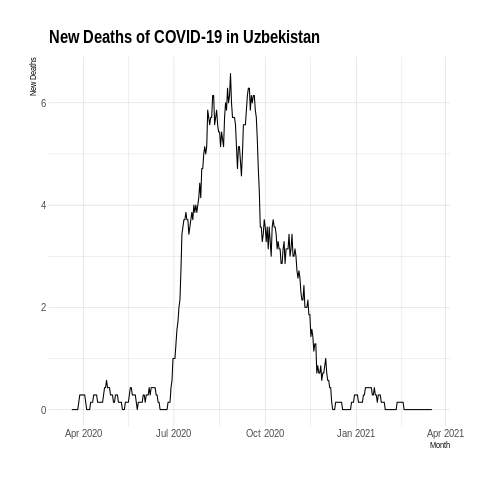 New Deaths of COVID-19 in Uzbekistan
New Deaths
6
4
2
0
Apr 2020
Jul 2020
Oct 2020
Jan 2021
Apr 2021
Month